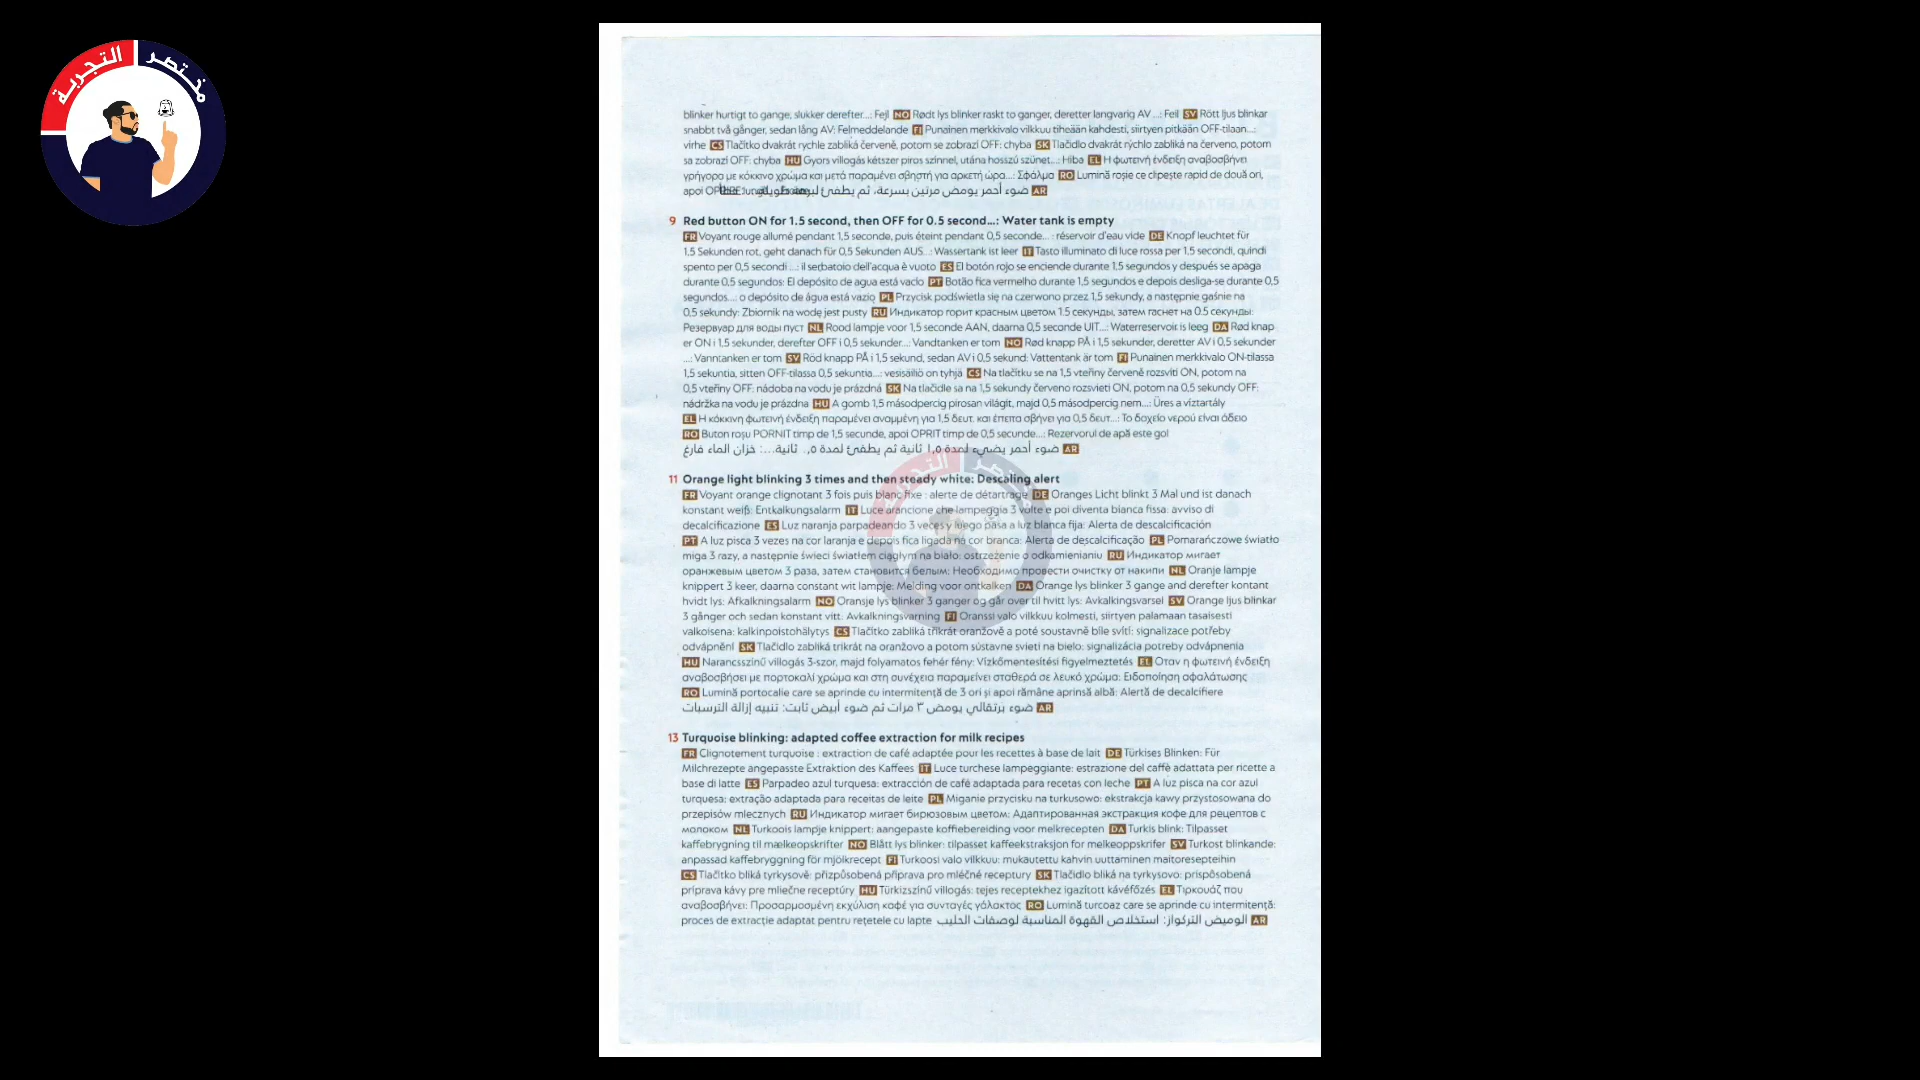 مختصر التجربة
blinker hurtigt to gange, slukker derefter...: Fejl NO Rødt lys blinker raskt to ganger, deretter langvarig AV ...: Feil SV Rött ljus blinkar
snabbt två gånger, sedan lång AV: Felmeddelande FI Punainen merkkivalo vilkkuu tiheään kahdesti, siirtyen pitkään OFF-tilaan...:
virhe CS Tlačítko dvakrát rychle zabliká červeně, potom se zobrazí OFF: chyba SK Tlačidlo dvakrát rýchlo zabliká na červeno, potom
sa zobrazí OFF: chyba HU Gyors villogás kétszer piros színnel, utána hosszú szünet...: Hiba EL Η φωτεινή ένδειξη αναβοσβήνει
γρήγορα με κόκκινο χρώμα και μετά παραμένει σβηστή για αρκετή ώρα...: Σφάλμα RO Lumină roșie ce clipește rapid de două ori,
apoi ضوء أحمر يومض مرتين بسرعة، ثم يطفئ AR
9 Red button ON for 1.5 second, then OFF for 0.5 second...: Water tank is empty
FR Voyant rouge allumé pendant 1,5 seconde, puis éteint pendant 0,5 seconde... : réservoir d'eau vide DE Knopf leuchtet für
1,5 Sekunden rot, geht danach für 0,5 Sekunden AUS...: Wassertank ist leer IT Tasto illuminato di luce rossa per 1,5 secondi, quindi
spento per 0,5 secondi ...: il serbatoio dell'acqua è vuoto ES El botón rojo se enciende durante 1,5 segundos y después se apaga
durante 0,5 segundos: El depósito de agua está vacío PT Botão fica vermelho durante 1,5 segundos e depois desliga-se durante 0,5
segundos...: o depósito de água está vazio PL Przycisk podświetla się na czerwono przez 1,5 sekundy, a następnie gaśnie na
0,5 sekundy: Zbiornik na wodę jest pusty RU Индикатор горит красным цветом 1.5 секунды, затем гаснет на 0.5 секунды:
Резервуар для воды пуст NL Rood lampje voor 1,5 seconde AAN, daarna 0,5 seconde UIT...: Waterreservoir is leeg DA Rød knap
er ON i 1,5 sekunder, derefter OFF i 0,5 sekunder...: Vandtanken er tom NO Rød knapp PÅ i 1,5 sekunder, deretter AV i 0,5 sekunder
...: Vanntanken er tom SV Röd knapp PÅ i 1,5 sekund, sedan AV i 0,5 sekund: Vattentank är tom FI Punainen merkkivalo ON-tilassa
1,5 sekuntia, sitten OFF-tilassa 0,5 sekuntia...: vesisäiliö on tyhjä CS Na tlačítku se na 1,5 vteřiny červeně rozsvítí ON, potom na
0,5 vteřiny OFF: nádoba na vodu je prázdná SK Na tlačidle sa na 1,5 sekundy červeno rozsvieti ON, potom na 0,5 sekundy OFF:
nádržka na vodu je prázdna HU A gomb 1,5 másodpercig pirosan világít, majd 0,5 másodpercig nem...: Üres a víztartály
EL Η κόκκινη φωτεινή ένδειξη παραμένει αναμμένη για 1,5 δευτ. και έπειτα σβήνει για 0,5 δευτ...: Το δοχείο νερού είναι άδειο
RO Buton roșu PORNIT timp de 1,5 secunde, apoi OPRIT timp de 0,5 secunde...: Rezervorul de apă este gol
ضوء أحمر يضيء لمدة ١,٥ ثانية ثم يطفئ لمدة ٠,٥ ثانية...: خزان الماء فارغ AR
11 Orange light blinking 3 times and then steady white: Descaling alert
FR Voyant orange clignotant 3 fois puis blanc fixe : alerte de détartrage DE Oranges Licht blinkt 3 Mal und ist danach
konstant weiß: Entkalkungsalarm IT Luce arancione che lampeggia 3 volte e poi diventa bianca fissa: avviso di
decalcificazione ES Luz naranja parpadeando 3 veces y luego pasa a luz blanca fija: Alerta de descalcificación
PT A luz pisca 3 vezes na cor laranja e depois fica ligada na cor branca: Alerta de descalcificação PL Pomarańczowe światło
miga 3 razy, a następnie świeci światłem ciągłym na biało: ostrzeżenie o odkamienianiu RU Индикатор мигает
оранжевым цветом 3 раза, затем становится белым: Необходимо провести очистку от накипи NL Oranje lampje
knippert 3 keer, daarna constant wit lampje: Melding voor ontkalken DA Orange lys blinker 3 gange and derefter kontant
hvidt lys: Afkalkningsalarm NO Oransje lys blinker 3 ganger og går over til hvitt lys: Avkalkingsvarsel SV Orange ljus blinkar
3 gånger och sedan konstant vitt: Avkalkningsvarning FI Oranssi valo vilkkuu kolmesti, siirtyen palamaan tasaisesti
valkoisena: kalkinpoistohälytys CS Tlačítko zabliká třikrát oranžově a poté soustavně bíle svítí: signalizace potřeby
odvápnění SK Tlačidlo zabliká trikrát na oranžovo a potom sústavne svieti na bielo: signalizácia potreby odvápnenia
HU Narancsszínű villogás 3-szor, majd folyamatos fehér fény: Vízkőmentesítési figyelmeztetés EL Όταν η φωτεινή ένδειξη
αναβοσβήσει με πορτοκαλί χρώμα και στη συνέχεια παραμείνει σταθερά σε λευκό χρώμα: Ειδοποίηση αφαλάτωσης
RO Lumină portocalie care se aprinde cu intermitență de 3 ori și apoi rămâne aprinsă albă: Alertă de decalcifiere
ضوء برتقالي يومض ٣ مرات ثم ضوء أبيض ثابت: تنبيه إزالة الترسبات AR
13 Turquoise blinking: adapted coffee extraction for milk recipes
FR Clignotement turquoise : extraction de café adaptée pour les recettes à base de lait DE Türkises Blinken: Für
Milchrezepte angepasste Extraktion des Kaffees IT Luce turchese lampeggiante: estrazione del caffè adattata per ricette a
base di latte ES Parpadeo azul turquesa: extracción de café adaptada para recetas con leche PT A luz pisca na cor azul
turquesa: extração adaptada para receitas de leite PL Miganie przycisku na turkusowo: ekstrakcja kawy przystosowana do
przepisów mlecznych RU Индикатор мигает бирюзовым цветом: Адаптированная экстракция кофе для рецептов с
молоком NL Turkoois lampje knippert: aangepaste koffiebereiding voor melkrecepten DA Turkis blink: Tilpasset
kaffebrygning til mælkeopskrifter NO Blått lys blinker: tilpasset kaffeekstraksjon for melkeoppskrifer SV Turkost blinkande:
anpassad kaffebryggning för mjölkrecept FI Turkoosi valo vilkkuu: mukautettu kahvin uuttaminen maitoresepteihin
CS Tlačítko bliká tyrkysově: přizpůsobená příprava pro mléčné receptury SK Tlačidlo bliká na tyrkysovo: prispôsobená
príprava kávy pre mliečne receptúry HU Türkizszínű villogás: tejes receptekhez igazított kávéfőzés EL Τιρκουάζ που
αναβοσβήνει: Προσαρμοσμένη εκχύλιση καφέ για συνταγές γάλακτος RO Lumină turcoaz care se aprinde cu intermitență:
proces de extracție adaptat pentru rețetele cu lapte الوميض التركواز: استخلاص القهوة المناسبة لوصفات الحليب AR